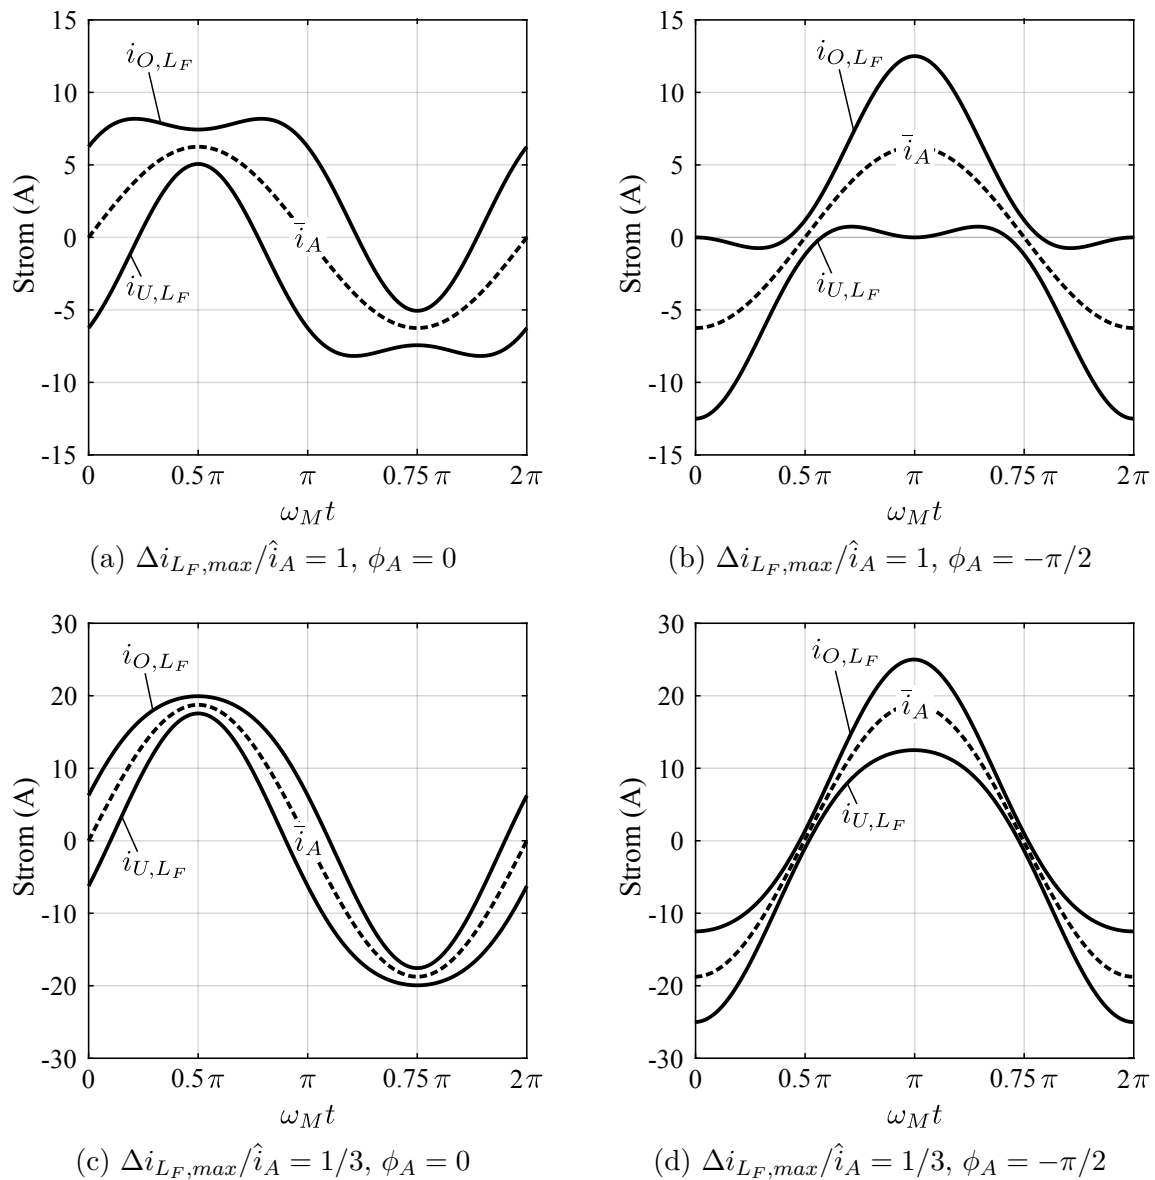 15
10
5
0
-5
-10
-15
Strom (A)
i_{O,L_F}
i̅_A
i_{U,L_F}
0 0.5π π 0.75π 2π
ω_M t
(a) Δi_{L_F,max}/î_A = 1, ϕ_A = 0
15
10
5
0
-5
-10
-15
Strom (A)
i_{O,L_F}
i̅_A
i_{U,L_F}
0 0.5π π 0.75π 2π
ω_M t
(b) Δi_{L_F,max}/î_A = 1, ϕ_A = −π/2
30
20
10
0
-10
-20
-30
Strom (A)
i_{O,L_F}
i̅_A
i_{U,L_F}
0 0.5π π 0.75π 2π
ω_M t
(c) Δi_{L_F,max}/î_A = 1/3, ϕ_A = 0
30
20
10
0
-10
-20
-30
Strom (A)
i_{O,L_F}
i̅_A
i_{U,L_F}
0 0.5π π 0.75π 2π
ω_M t
(d) Δi_{L_F,max}/î_A = 1/3, ϕ_A = −π/2